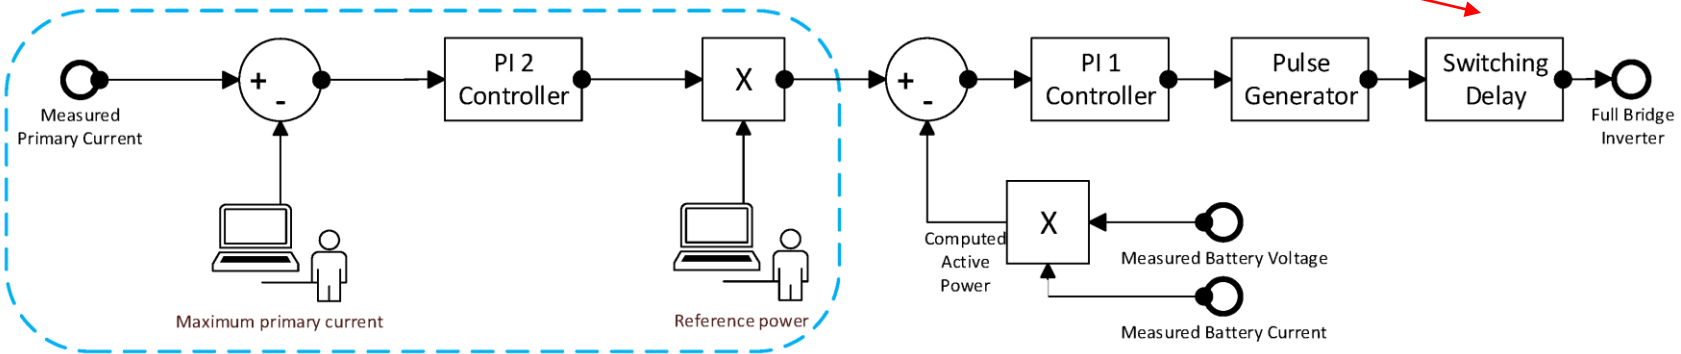 +
-
Measured
Primary Current
PI 2
Controller
X
Maximum primary current
Reference power
+
-
PI 1
Controller
Pulse
Generator
Switching
Delay
Full Bridge
Inverter
X
Computed
Active
Power
Measured Battery Voltage
Measured Battery Current